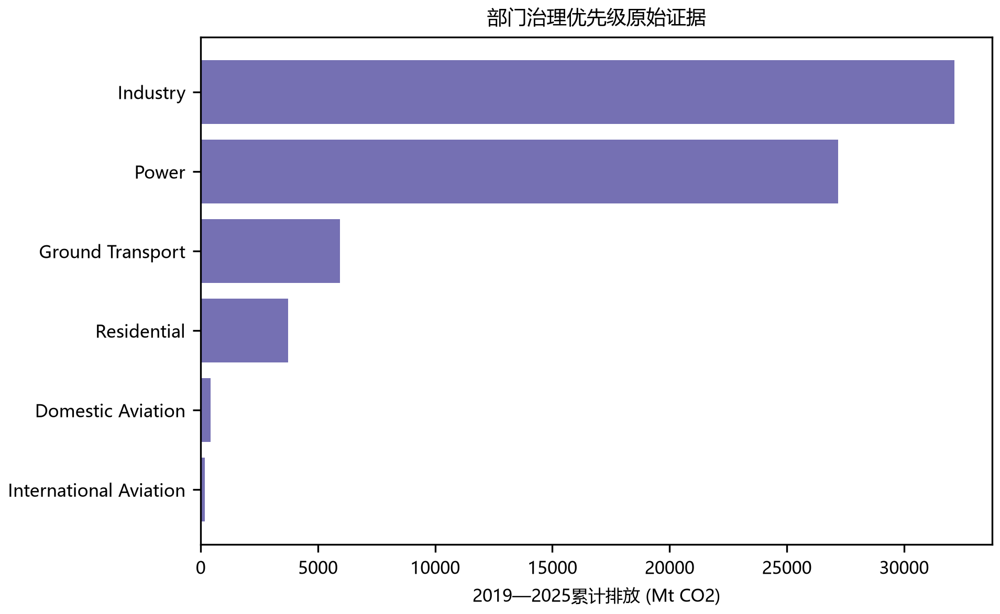 部门治理优先级原始证据
Industry
Power
Ground Transport
Residential
Domestic Aviation
International Aviation
0 5000 10000 15000 20000 25000 30000
2019—2025累计排放 (Mt CO2)